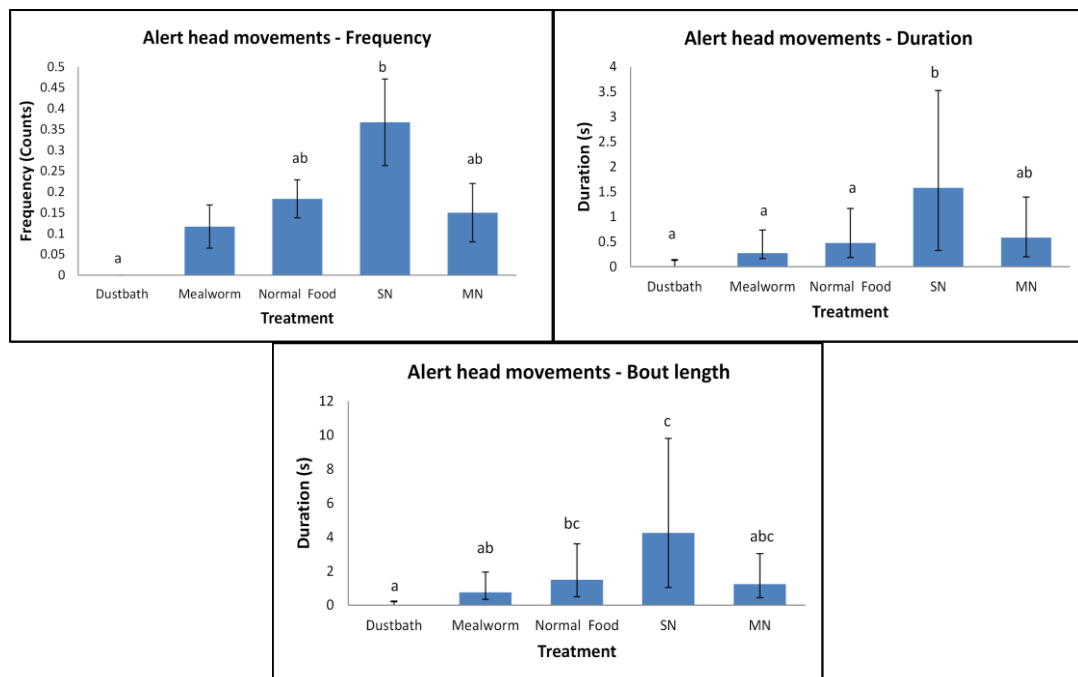 Alert head movements - Frequency
Frequency (Counts)
0.5
0.45
0.4
0.35
0.3
0.25
0.2
0.15
0.1
0.05
0
a
ab
b
ab
Dustbath Mealworm Normal Food SN MN
Treatment
Alert head movements - Duration
Duration (s)
4
3.5
3
2.5
2
1.5
1
0.5
0
a
a
a
b
ab
Dustbath Mealworm Normal Food SN MN
Treatment
Alert head movements - Bout length
Duration (s)
12
10
8
6
4
2
0
a
ab
bc
c
abc
Dustbath Mealworm Normal Food SN MN
Treatment